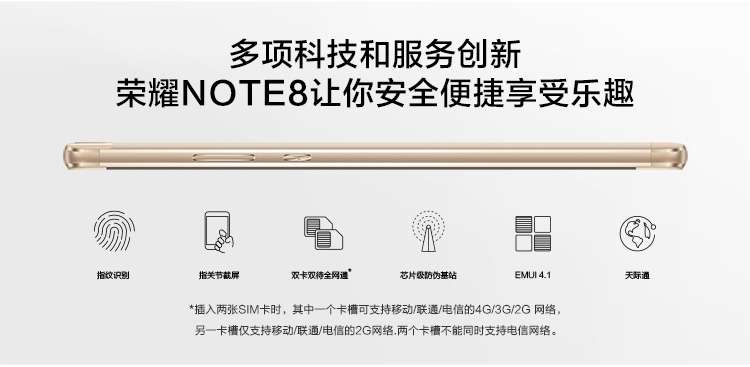 多项科技和服务创新
荣耀NOTE8让你安全便捷享受乐趣
指纹识别
指关节截屏
双卡双待全网通*
芯片级防伪基站
EMUI 4.1
天际通
*插入两张SIM卡时，其中一个卡槽可支持移动/联通/电信的4G/3G/2G 网络，
另一卡槽仅支持移动/联通/电信的2G网络.两个卡槽不能同时支持电信网络。